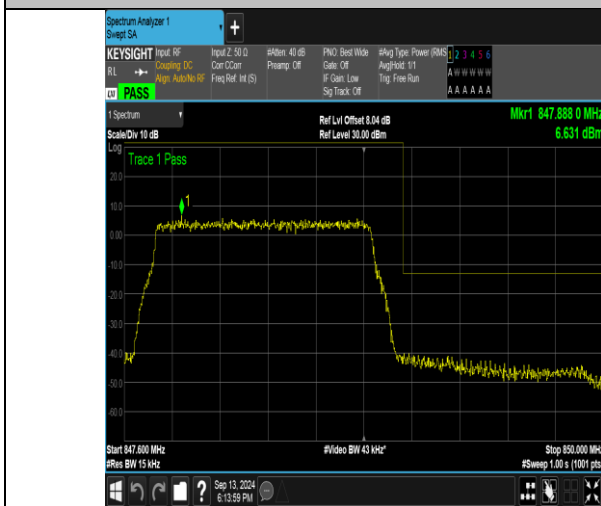 Spectrum Analyzer 1
Swept SA
+
KEYSIGHT Input: RF Input Z: 50 Ω #Atten: 40 dB PNO: Best Wide #Avg Type: Power (RMS 1 2 3 4 5 6
RL Coupling: DC Corr CCorr Preamp: Off Gate: Off Avg|Hold: 1/1 A W W W W W
Align: Auto/No RF Freq Ref: Int (S) IF Gain: Low Trig: Free Run
LXI PASS Sig Track: Off A A A A A A
1 Spectrum Ref Lvl Offset 8.04 dB Mkr1 847.888 0 MHz
Scale/Div 10 dB Ref Level 30.00 dBm 6.631 dBm
Log
Trace 1 Pass
20.0
1
10.0
0.00
-10.0
-20.0
-30.0
-40.0
-50.0
-60.0
Start 847.600 MHz #Video BW 43 kHz* Stop 850.000 MHz
#Res BW 15 kHz #Sweep 1.00 s (1001 pts
? Sep 13, 2024
6:13:59 PM